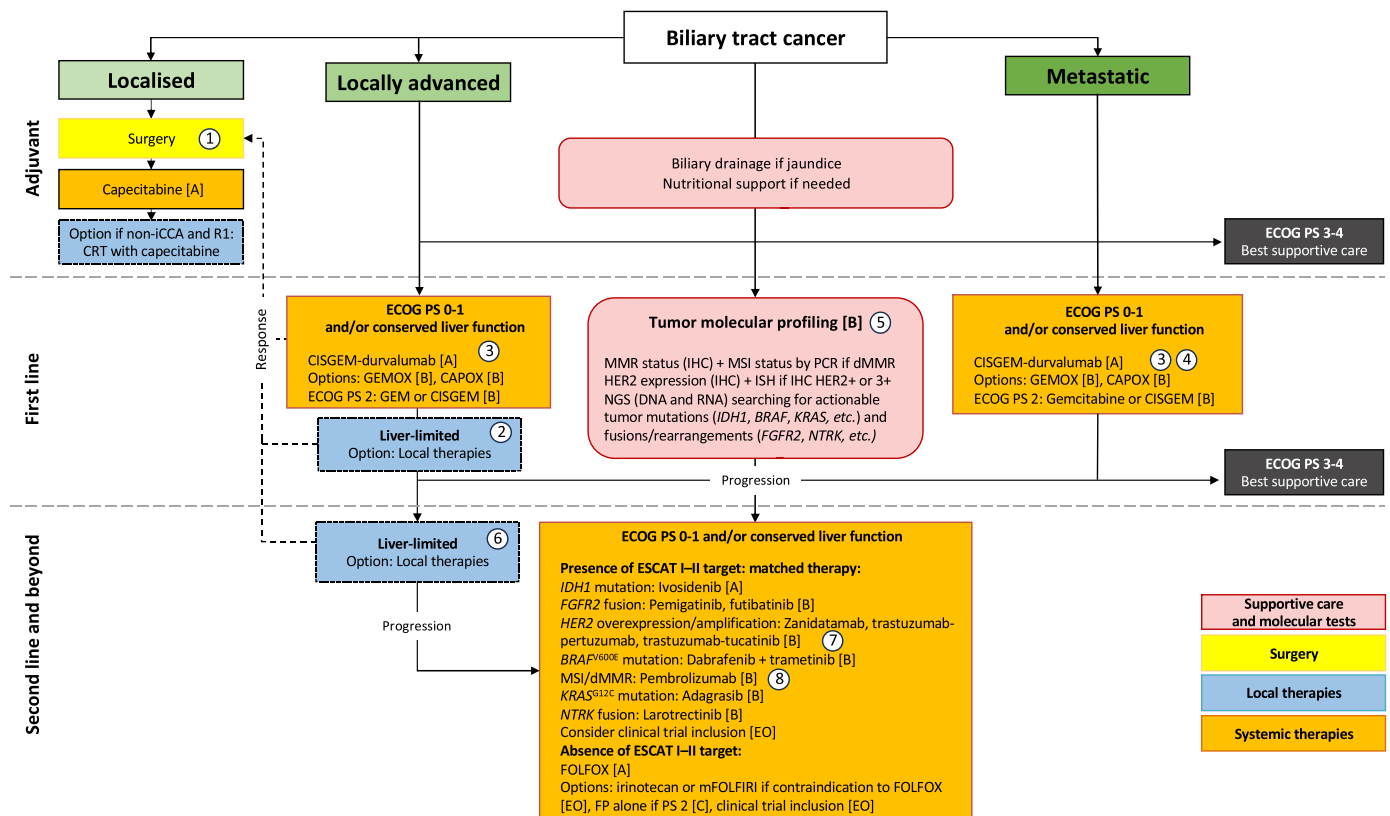 Biliary tract cancer
Localised
Locally advanced
Metastatic
Adjuvant
Surgery 1
Capecitabine [A]
Option if non-iCCA and R1:
CRT with capecitabine
Biliary drainage if jaundice
Nutritional support if needed
ECOG PS 3-4
Best supportive care
First line
Response
ECOG PS 0-1
and/or conserved liver function
3
CISGEM-durvalumab [A]
Options: GEMOX [B], CAPOX [B]
ECOG PS 2: GEM or CISGEM [B]
Liver-limited 2
Option: Local therapies
Tumor molecular profiling [B] 5
MMR status (IHC) + MSI status by PCR if dMMR
HER2 expression (IHC) + ISH if IHC HER2+ or 3+
NGS (DNA and RNA) searching for actionable
tumor mutations (IDH1, BRAF, KRAS, etc.) and
fusions/rearrangements (FGFR2, NTRK, etc.)
ECOG PS 0-1
and/or conserved liver function
CISGEM-durvalumab [A] 3 4
Options: GEMOX [B], CAPOX [B]
ECOG PS 2: Gemcitabine or CISGEM [B]
Progression
ECOG PS 3-4
Best supportive care
Second line and beyond
Liver-limited 6
Option: Local therapies
Progression
ECOG PS 0-1 and/or conserved liver function
Presence of ESCAT I–II target: matched therapy:
IDH1 mutation: Ivosidenib [A]
FGFR2 fusion: Pemigatinib, futibatinib [B]
HER2 overexpression/amplification: Zanidatamab, trastuzumab-
pertuzumab, trastuzumab-tucatinib [B] 7
BRAFV600E mutation: Dabrafenib + trametinib [B]
MSI/dMMR: Pembrolizumab [B] 8
KRASG12C mutation: Adagrasib [B]
NTRK fusion: Larotrectinib [B]
Consider clinical trial inclusion [EO]
Absence of ESCAT I–II target:
FOLFOX [A]
Options: irinotecan or mFOLFIRI if contraindication to FOLFOX
[EO], FP alone if PS 2 [C], clinical trial inclusion [EO]
Supportive care
and molecular tests
Surgery
Local therapies
Systemic therapies